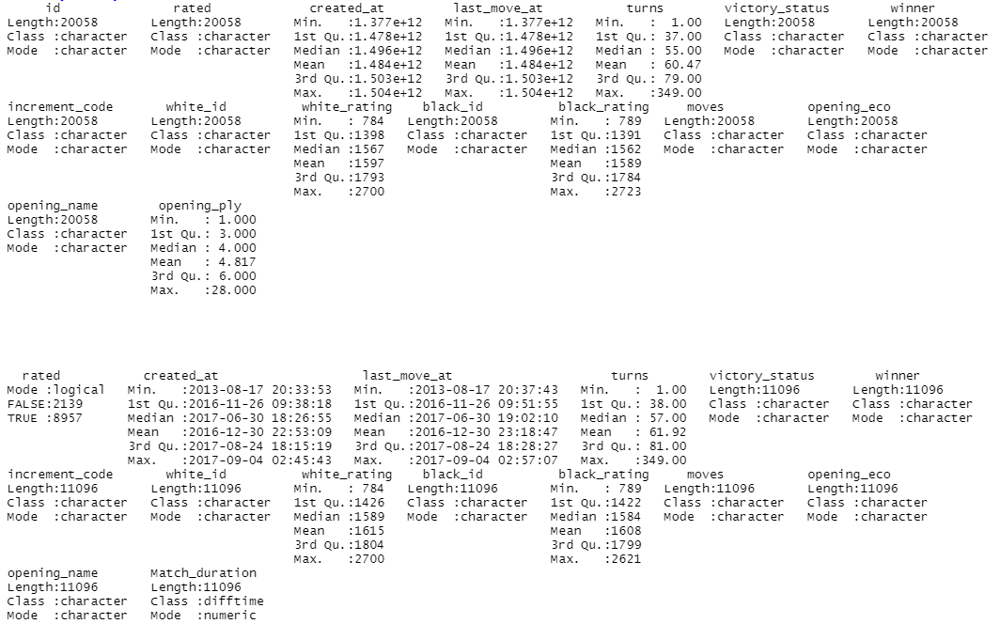 id rated created_at last_move_at turns victory_status winner
Length:20058 Length:20058 Min. :1.377e+12 Min. :1.377e+12 Min. : 1.00 Length:20058 Length:20058
Class :character Class :character 1st Qu.:1.478e+12 1st Qu.:1.478e+12 1st Qu.: 37.00 Class :character Class :character
Mode :character Mode :character Median :1.496e+12 Median :1.496e+12 Median : 55.00 Mode :character Mode :character
Mean :1.484e+12 Mean :1.484e+12 Mean : 60.47
3rd Qu.:1.503e+12 3rd Qu.:1.503e+12 3rd Qu.: 79.00
Max. :1.504e+12 Max. :1.504e+12 Max. :349.00
increment_code white_id white_rating black_id black_rating moves opening_eco
Length:20058 Length:20058 Min. : 784 Length:20058 Min. : 789 Length:20058 Length:20058
Class :character Class :character 1st Qu.:1398 Class :character 1st Qu.:1391 Class :character Class :character
Mode :character Mode :character Median :1567 Mode :character Median :1562 Mode :character Mode :character
Mean :1597 Mean :1589
3rd Qu.:1793 3rd Qu.:1784
Max. :2700 Max. :2723
opening_name opening_ply
Length:20058 Min. : 1.000
Class :character 1st Qu.: 3.000
Mode :character Median : 4.000
Mean : 4.817
3rd Qu.: 6.000
Max. :28.000
rated created_at last_move_at turns victory_status winner
Mode :logical Min. :2013-08-17 20:33:53 Min. :2013-08-17 20:37:43 Min. : 1.00 Length:11096 Length:11096
FALSE:2139 1st Qu.:2016-11-26 09:38:18 1st Qu.:2016-11-26 09:51:55 1st Qu.: 38.00 Class :character Class :character
TRUE :8957 Median :2017-06-30 18:26:55 Median :2017-06-30 19:02:10 Median : 57.00 Mode :character Mode :character
Mean :2016-12-30 22:53:09 Mean :2016-12-30 23:18:47 Mean : 61.92
3rd Qu.:2017-08-24 18:15:19 3rd Qu.:2017-08-24 18:28:27 3rd Qu.: 81.00
Max. :2017-09-04 02:45:43 Max. :2017-09-04 02:57:07 Max. :349.00
increment_code white_id white_rating black_id black_rating moves opening_eco
Length:11096 Length:11096 Min. : 784 Length:11096 Min. : 789 Length:11096 Length:11096
Class :character Class :character 1st Qu.:1426 Class :character 1st Qu.:1422 Class :character Class :character
Mode :character Mode :character Median :1589 Mode :character Median :1584 Mode :character Mode :character
Mean :1615 Mean :1608
3rd Qu.:1804 3rd Qu.:1799
Max. :2700 Max. :2621
opening_name Match_duration
Length:11096 Length:11096
Class :character Class :difftime
Mode :character Mode :numeric